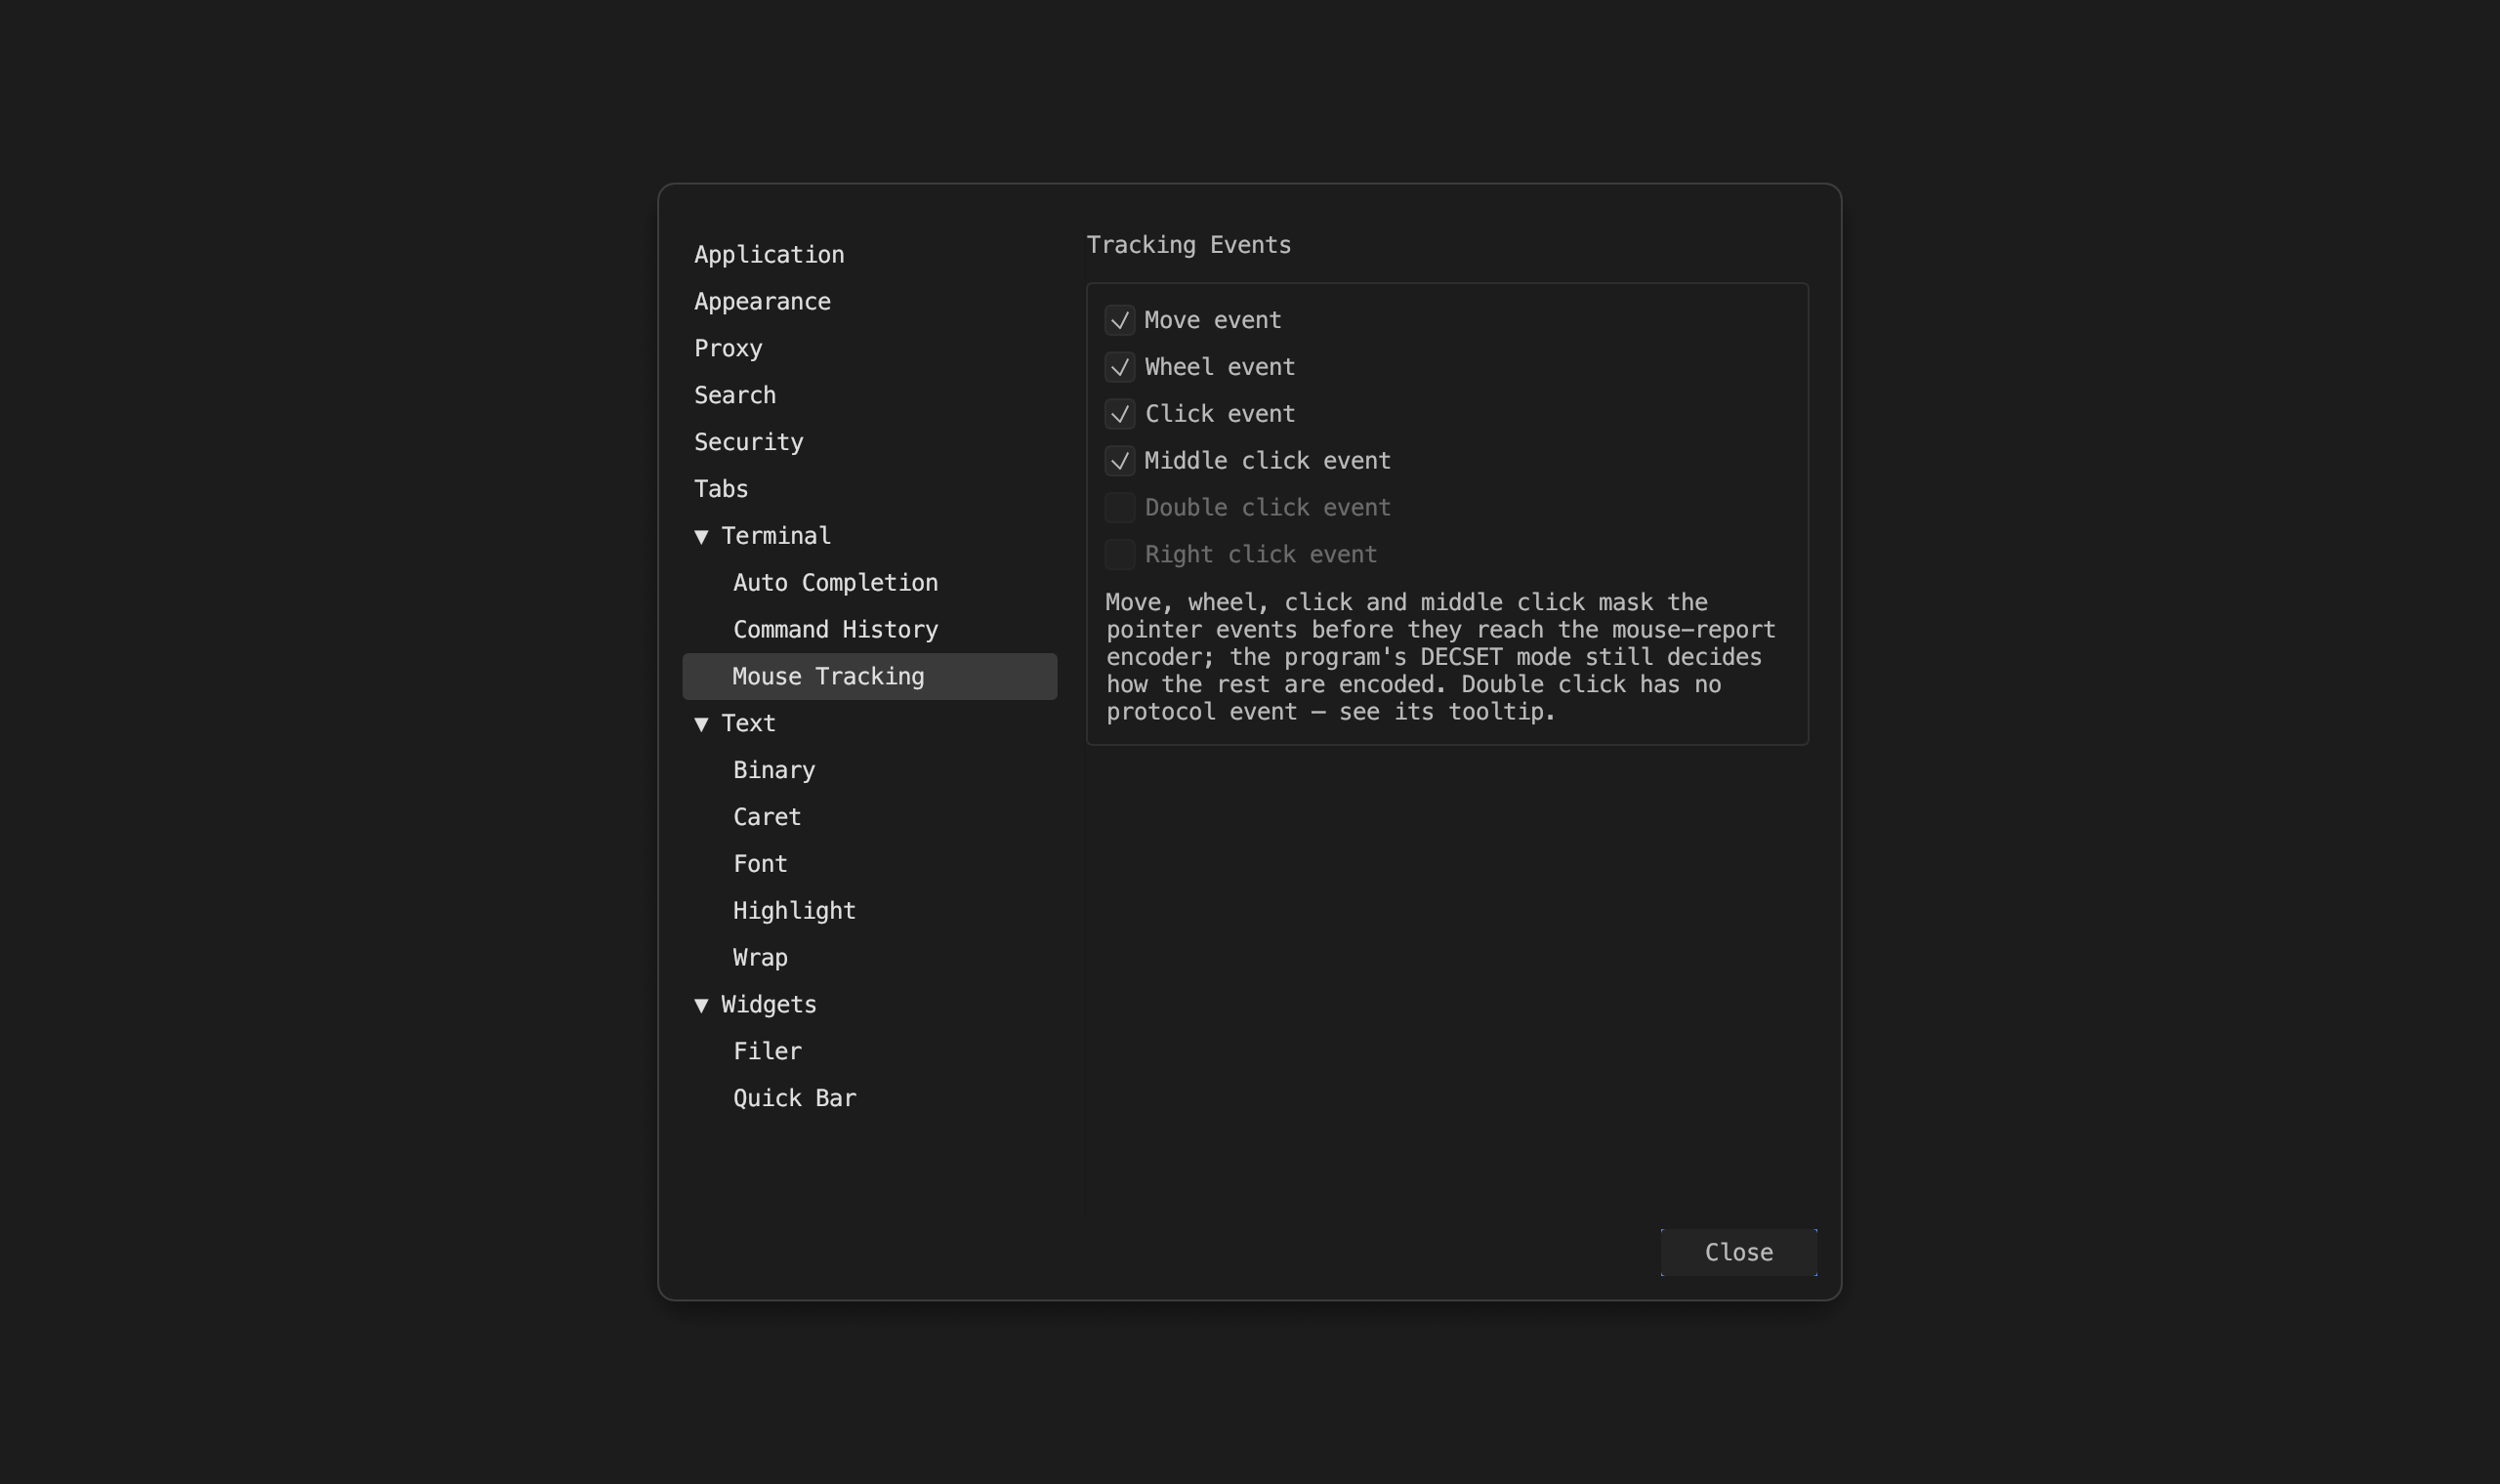 Application
Appearance
Proxy
Search
Security
Tabs
▼ Terminal
Auto Completion
Command History
Mouse Tracking
▼ Text
Binary
Caret
Font
Highlight
Wrap
▼ Widgets
Filer
Quick Bar
Tracking Events
Move event
Wheel event
Click event
Middle click event
Double click event
Right click event
Move, wheel, click and middle click mask the
pointer events before they reach the mouse-report
encoder; the program's DECSET mode still decides
how the rest are encoded. Double click has no
protocol event — see its tooltip.
Close